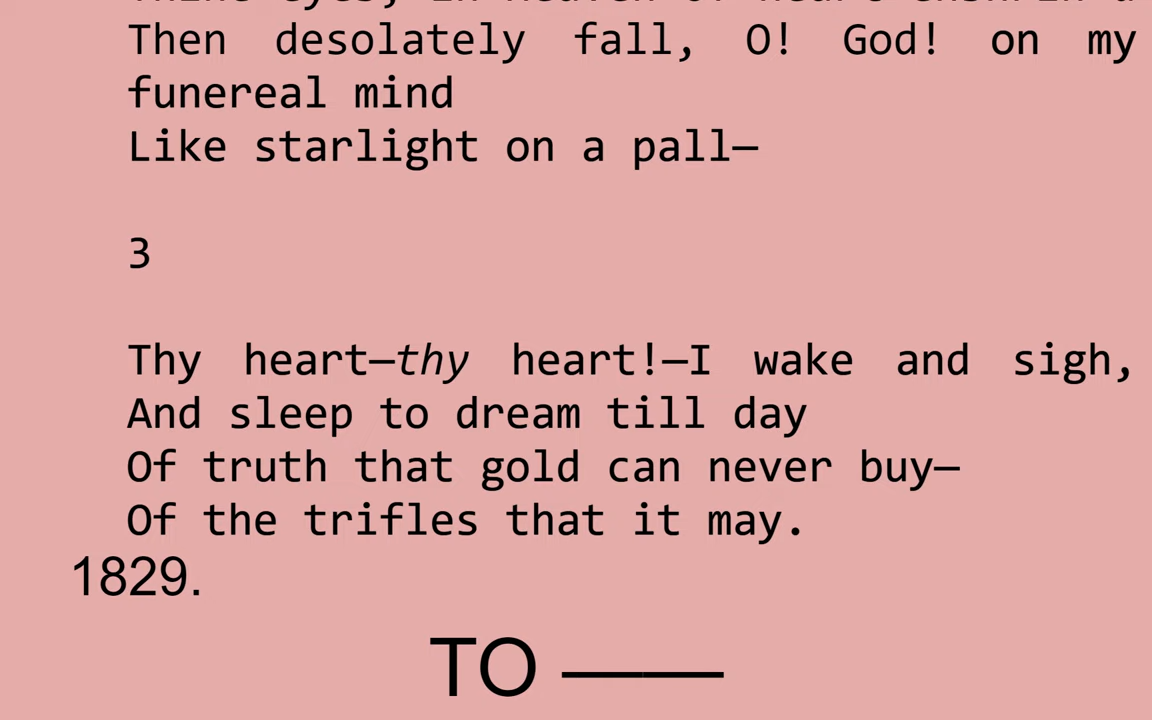 Then desolately fall, O! God! on my
funereal mind
Like starlight on a pall—
3
Thy heart—thy heart!—I wake and sigh,
And sleep to dream till day
Of truth that gold can never buy—
Of the trifles that it may.
1829.
TO ——